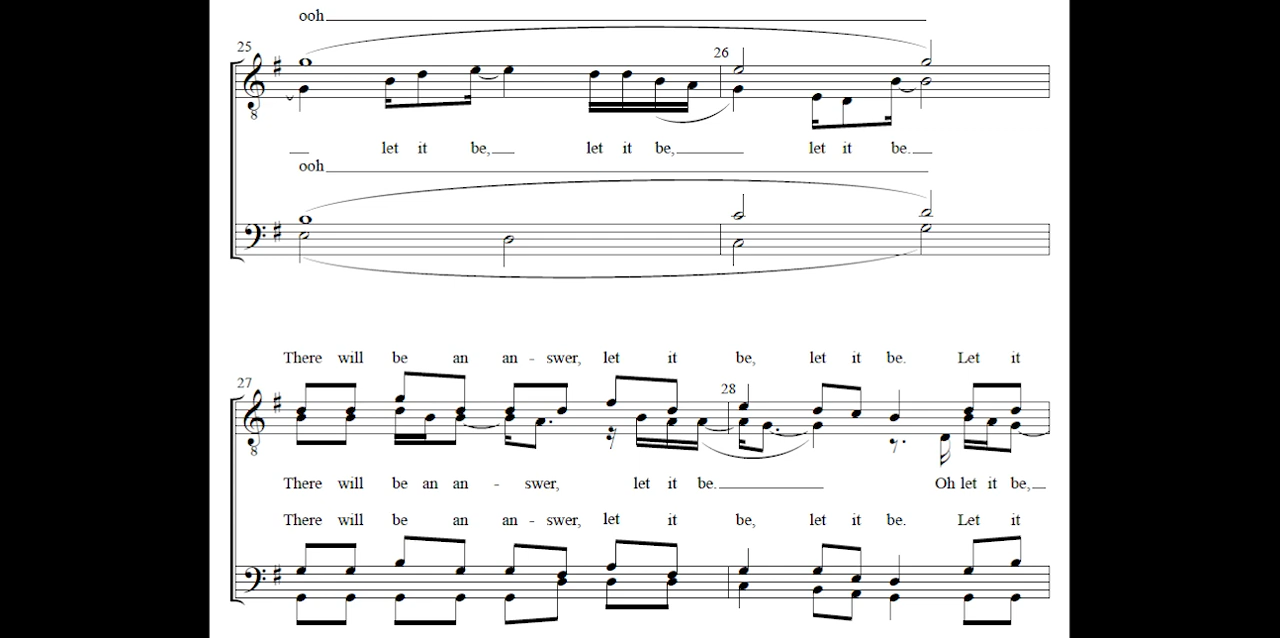 ooh
25
26
8
let it be, let it be, let it be.
ooh
There will be an an - swer, let it be, let it be. Let it
27
28
8
There will be an an - swer, let it be. Oh let it be,
There will be an an - swer, let it be, let it be. Let it